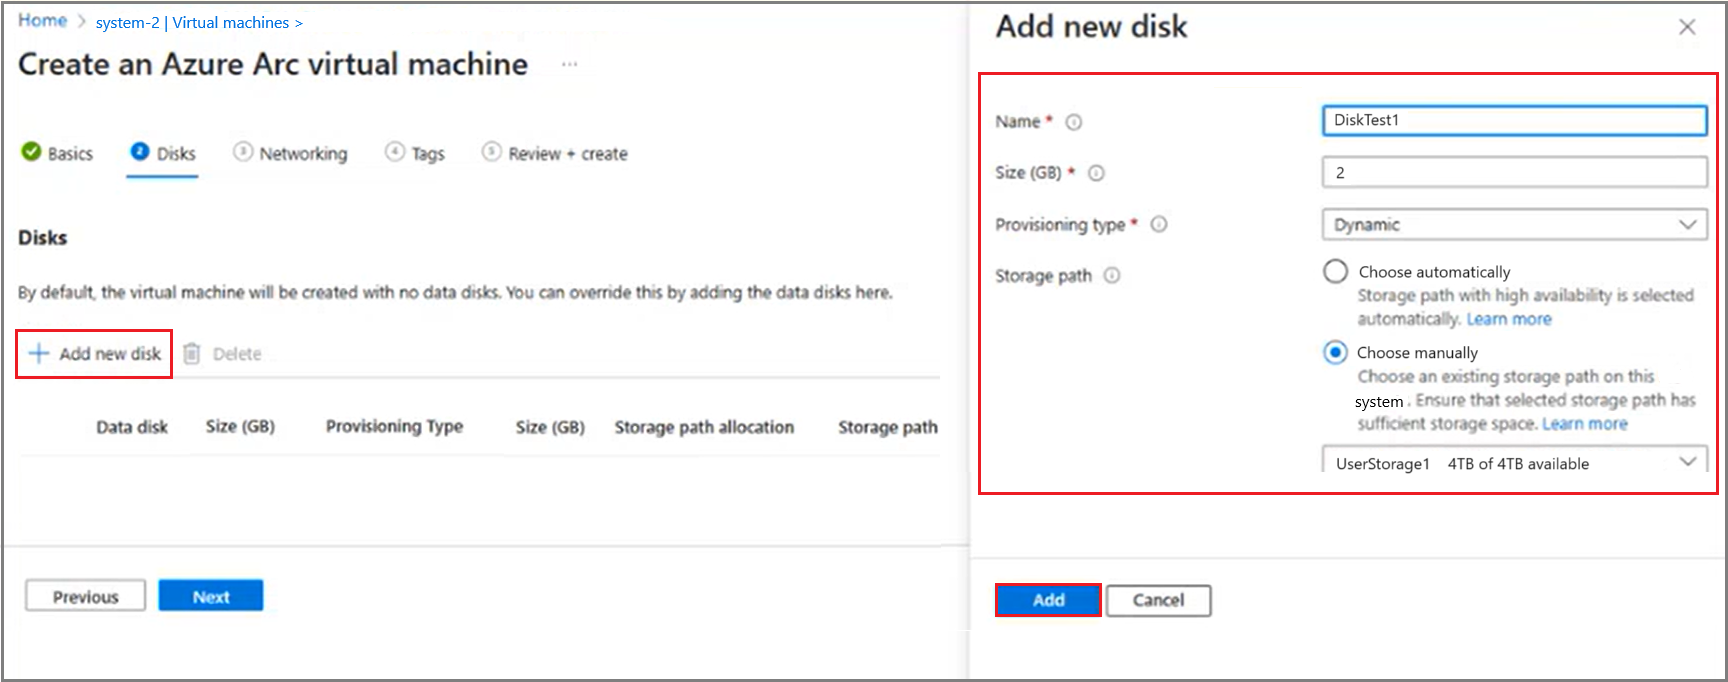 Home > system-2 | Virtual machines >
Create an Azure Arc virtual machine ...
Basics 2 Disks 3 Networking 4 Tags 5 Review + create
Disks
By default, the virtual machine will be created with no data disks. You can override this by adding the data disks here.
+ Add new disk Delete
Data disk Size (GB) Provisioning Type Size (GB) Storage path allocation Storage path
Previous Next
Add new disk
Name * DiskTest1
Size (GB) * 2
Provisioning type * Dynamic
Storage path Choose automatically
Storage path with high availability is selected
automatically. Learn more
Choose manually
Choose an existing storage path on this
system . Ensure that selected storage path has
sufficient storage space. Learn more
UserStorage1 4TB of 4TB available
Add Cancel